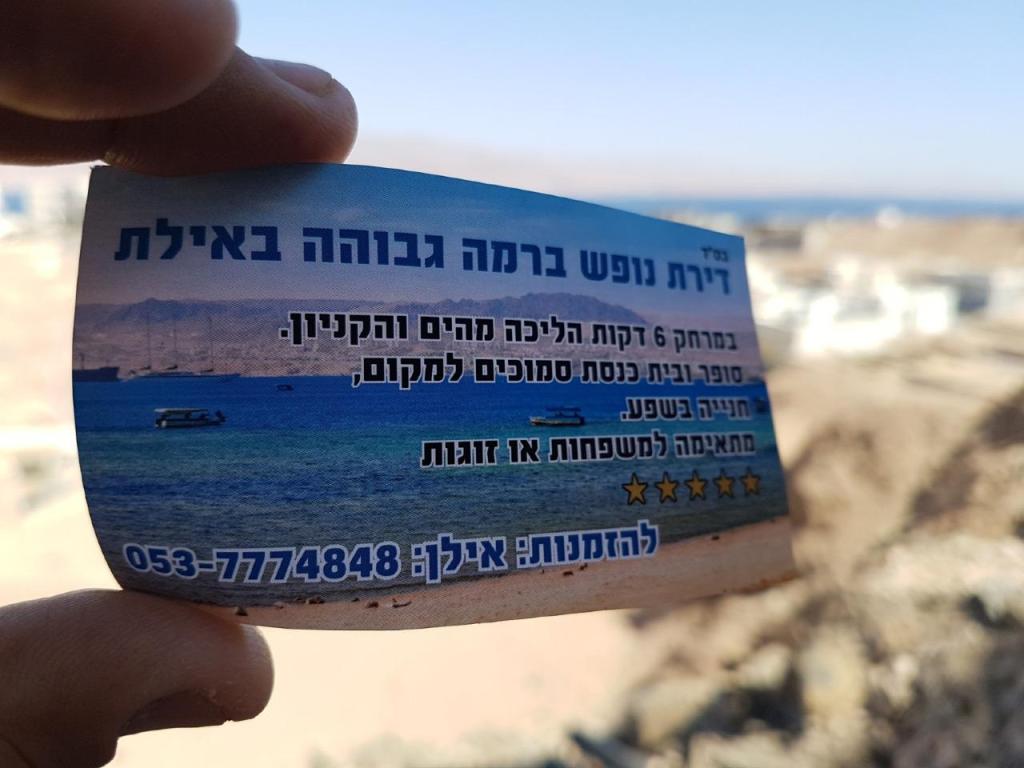 בס"ד
דירת נופש ברמה גבוהה באילת
במרחק 6 דקות הליכה מהים והקניון.
סופר ובית כנסת סמוכים למקום,
חנייה בשפע.
מתאימה למשפחות או זוגות
להזמנות: אילן: 053-7774848